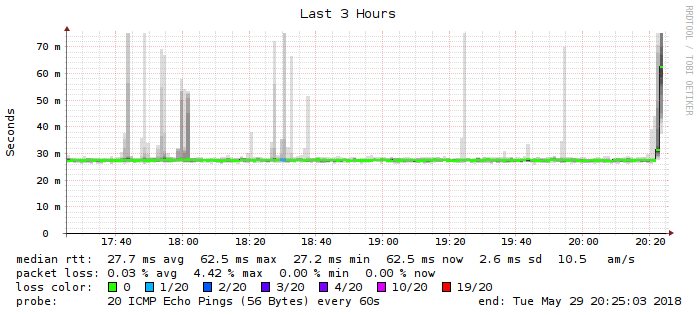 Last 3 Hours
RRDTOOL / TOBI OETIKER
Seconds
70 m
60 m
50 m
40 m
30 m
20 m
10 m
0
17:40 18:00 18:20 18:40 19:00 19:20 19:40 20:00 20:20
median rtt: 27.7 ms avg 62.5 ms max 27.2 ms min 62.5 ms now 2.6 ms sd 10.5 am/s
packet loss: 0.03 % avg 4.42 % max 0.00 % min 0.00 % now
loss color: 0 1/20 2/20 3/20 4/20 10/20 19/20
probe: 20 ICMP Echo Pings (56 Bytes) every 60s end: Tue May 29 20:25:03 2018